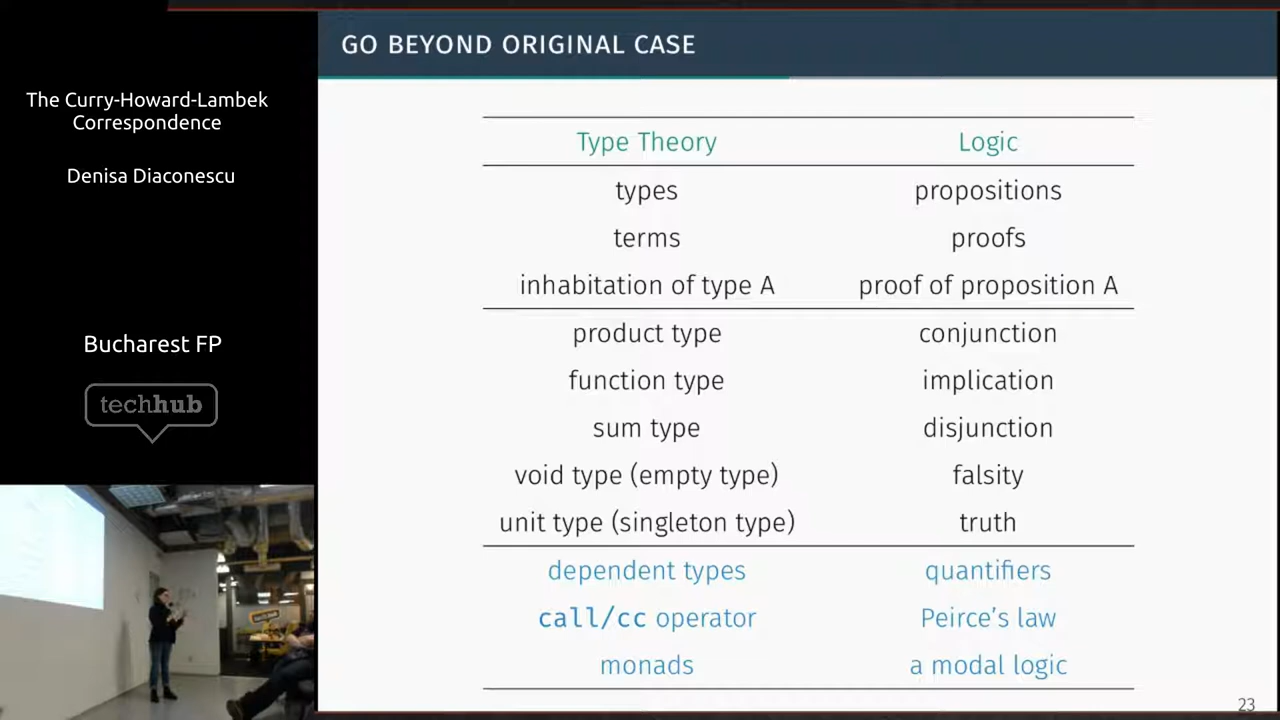 The Curry-Howard-Lambek
Correspondence
Denisa Diaconescu
Bucharest FP
techhub
GO BEYOND ORIGINAL CASE
Type Theory Logic
types propositions
terms proofs
inhabitation of type A proof of proposition A
product type conjunction
function type implication
sum type disjunction
void type (empty type) falsity
unit type (singleton type) truth
dependent types quantifiers
call/cc operator Peirce's law
monads a modal logic
23